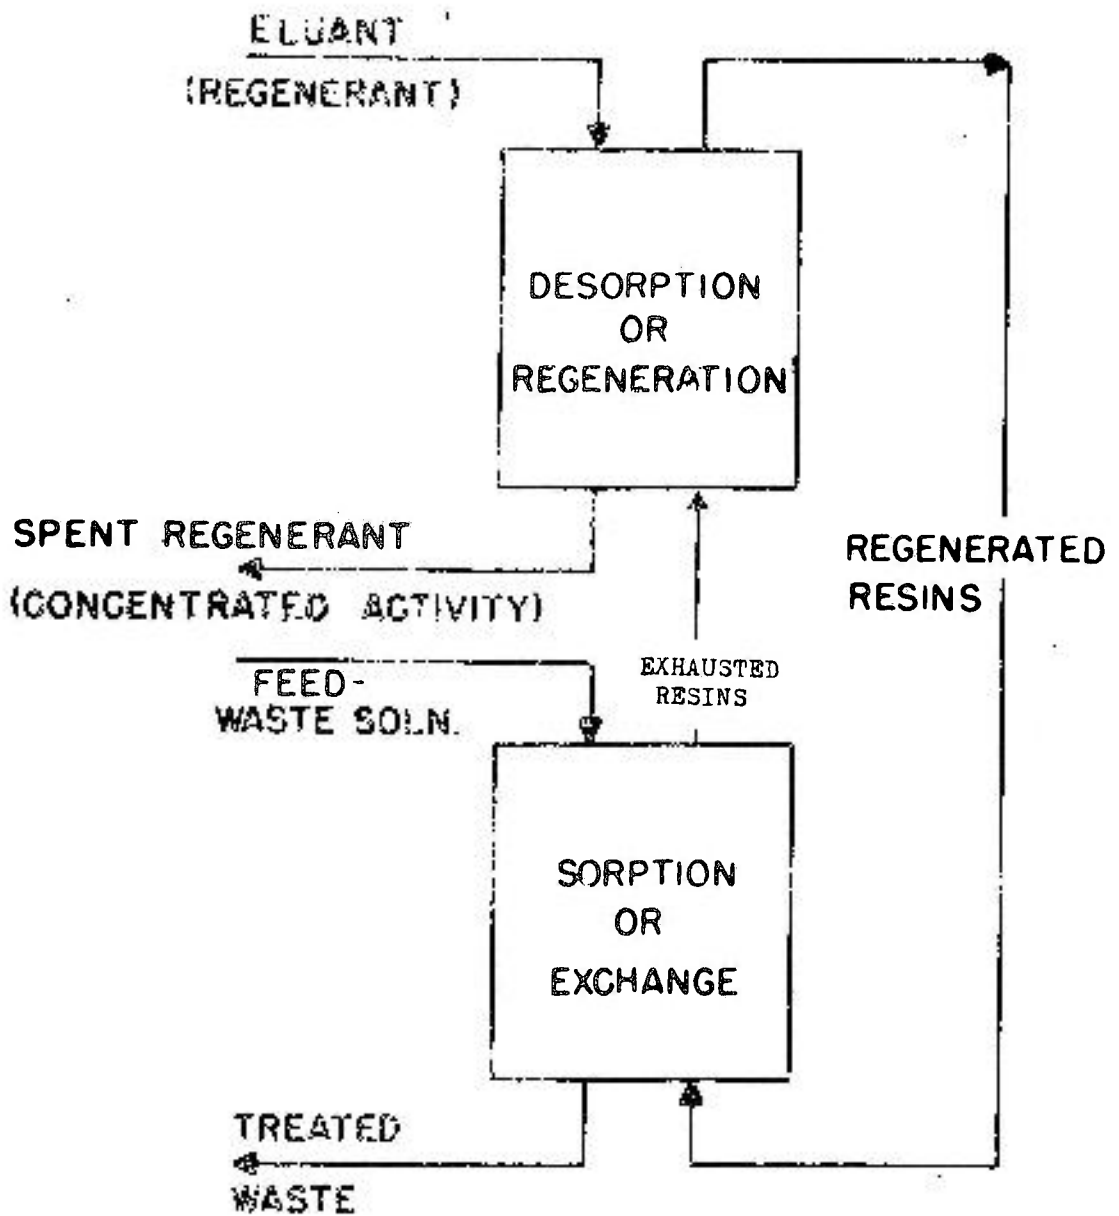 ELUANT
(REGENERANT)
DESORPTION
OR
REGENERATION
SPENT REGENERANT
(CONCENTRATED ACTIVITY)
REGENERATED
RESINS
EXHAUSTED
RESINS
FEED-
WASTE SOLN.
SORPTION
OR
EXCHANGE
TREATED
WASTE